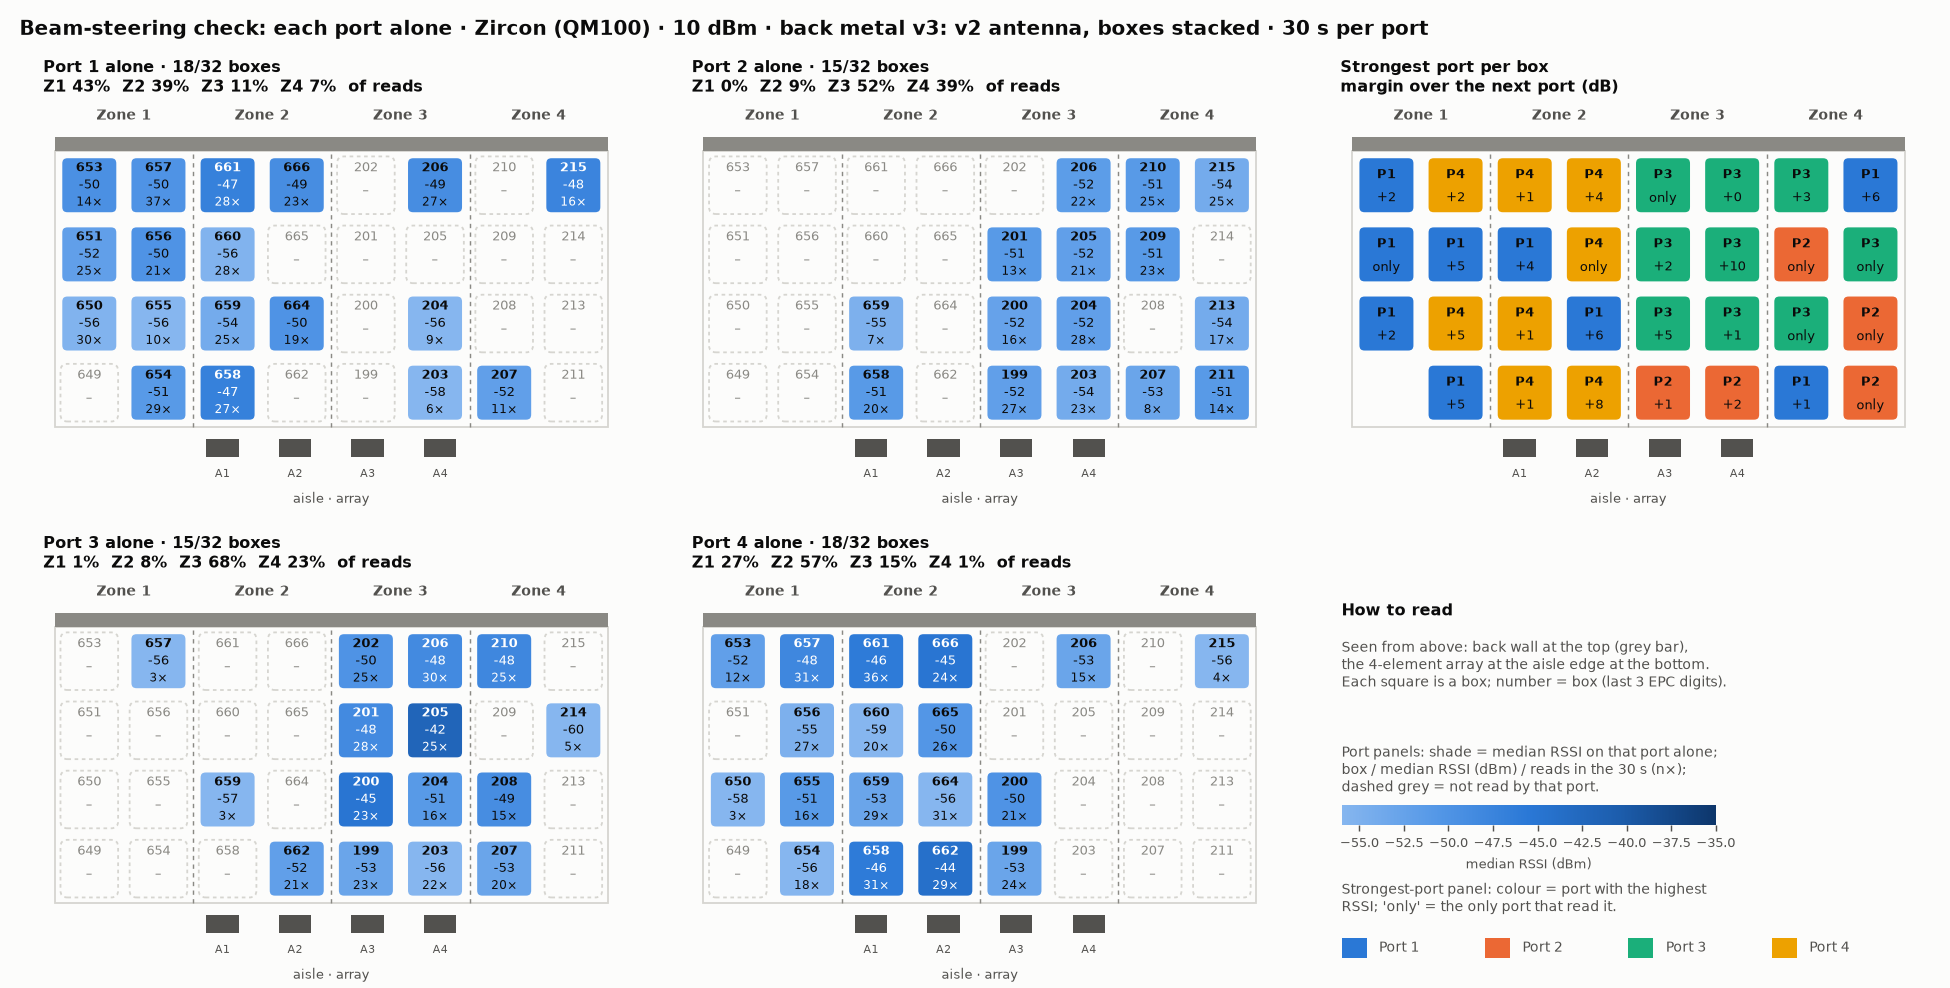 Beam-steering check: each port alone · Zircon (QM100) · 10 dBm · back metal v3: v2 antenna, boxes stacked · 30 s per port
Port 1 alone · 18/32 boxes
Z1 43% Z2 39% Z3 11% Z4 7% of reads
Zone 1 Zone 2 Zone 3 Zone 4
653 657 661 666 202 206 210 215
-50 -50 -47 -49 – -49 – -48
14× 37× 28× 23× 27× 16×
651 656 660 665 201 205 209 214
-52 -50 -56 – – – – –
25× 21× 28×
650 655 659 664 200 204 208 213
-56 -56 -54 -50 – -56 – –
30× 10× 25× 19× 9×
649 654 658 662 199 203 207 211
– -51 -47 – – -58 -52 –
29× 27× 6× 11×
A1 A2 A3 A4
aisle · array
Port 2 alone · 15/32 boxes
Z1 0% Z2 9% Z3 52% Z4 39% of reads
Zone 1 Zone 2 Zone 3 Zone 4
653 657 661 666 202 206 210 215
– – – – – -52 -51 -54
22× 25× 25×
651 656 660 665 201 205 209 214
– – – – -51 -52 -51 –
13× 21× 23×
650 655 659 664 200 204 208 213
– – -55 – -52 -52 – -54
7× 16× 28× 17×
649 654 658 662 199 203 207 211
– – -51 – -52 -54 -53 -51
20× 27× 23× 8× 14×
A1 A2 A3 A4
aisle · array
Strongest port per box
margin over the next port (dB)
Zone 1 Zone 2 Zone 3 Zone 4
P1 P4 P4 P4 P3 P3 P3 P1
+2 +2 +1 +4 only +0 +3 +6
P1 P1 P1 P4 P3 P3 P2 P3
only +5 +4 only +2 +10 only only
P1 P4 P4 P1 P3 P3 P3 P2
+2 +5 +1 +6 +5 +1 only only
P1 P4 P4 P2 P2 P1 P2
+5 +1 +8 +1 +2 +1 only
A1 A2 A3 A4
aisle · array
Port 3 alone · 15/32 boxes
Z1 1% Z2 8% Z3 68% Z4 23% of reads
Zone 1 Zone 2 Zone 3 Zone 4
653 657 661 666 202 206 210 215
– -56 – – -50 -48 -48 –
3× 25× 30× 25×
651 656 660 665 201 205 209 214
– – – – -48 -42 – -60
28× 25× 5×
650 655 659 664 200 204 208 213
– – -57 – -45 -51 -49 –
3× 23× 16× 15×
649 654 658 662 199 203 207 211
– – – -52 -53 -56 -53 –
21× 23× 22× 20×
A1 A2 A3 A4
aisle · array
Port 4 alone · 18/32 boxes
Z1 27% Z2 57% Z3 15% Z4 1% of reads
Zone 1 Zone 2 Zone 3 Zone 4
653 657 661 666 202 206 210 215
-52 -48 -46 -45 – -53 – -56
12× 31× 36× 24× 15× 4×
651 656 660 665 201 205 209 214
– -55 -59 -50 – – – –
27× 20× 26×
650 655 659 664 200 204 208 213
-58 -51 -53 -56 -50 – – –
3× 16× 29× 31× 21×
649 654 658 662 199 203 207 211
– -56 -46 -44 -53 – – –
18× 31× 29× 24×
A1 A2 A3 A4
aisle · array
How to read
Seen from above: back wall at the top (grey bar),
the 4-element array at the aisle edge at the bottom.
Each square is a box; number = box (last 3 EPC digits).
Port panels: shade = median RSSI on that port alone;
box / median RSSI (dBm) / reads in the 30 s (n×);
dashed grey = not read by that port.
−55.0 −52.5 −50.0 −47.5 −45.0 −42.5 −40.0 −37.5 −35.0
median RSSI (dBm)
Strongest-port panel: colour = port with the highest
RSSI; 'only' = the only port that read it.
Port 1 Port 2 Port 3 Port 4